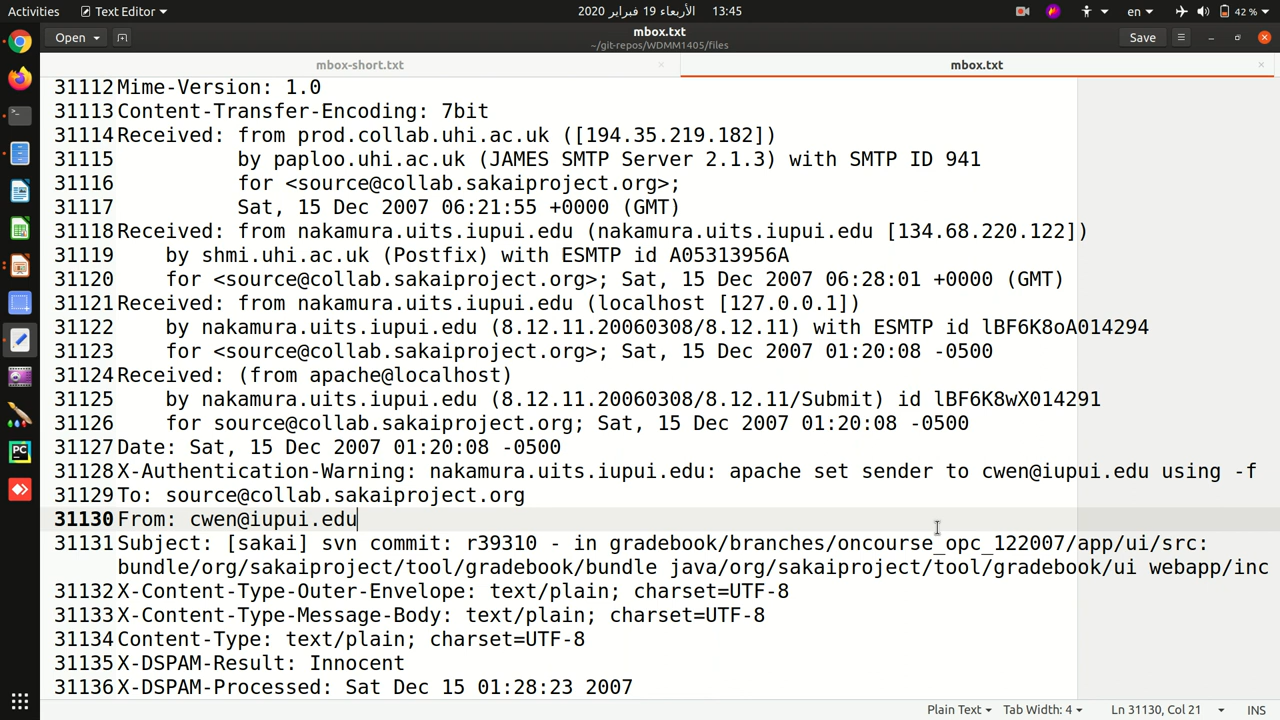 Activities Text Editor الأربعاء 19 فبراير 2020 13:45 en 42 %
Open mbox.txt Save
~/git-repos/WDMM1405/files
mbox-short.txt mbox.txt
31112 Mime-Version: 1.0
31113 Content-Transfer-Encoding: 7bit
31114 Received: from prod.collab.uhi.ac.uk ([194.35.219.182])
31115 by paploo.uhi.ac.uk (JAMES SMTP Server 2.1.3) with SMTP ID 941
31116 for <source@collab.sakaiproject.org>;
31117 Sat, 15 Dec 2007 06:21:55 +0000 (GMT)
31118 Received: from nakamura.uits.iupui.edu (nakamura.uits.iupui.edu [134.68.220.122])
31119 by shmi.uhi.ac.uk (Postfix) with ESMTP id A05313956A
31120 for <source@collab.sakaiproject.org>; Sat, 15 Dec 2007 06:28:01 +0000 (GMT)
31121 Received: from nakamura.uits.iupui.edu (localhost [127.0.0.1])
31122 by nakamura.uits.iupui.edu (8.12.11.20060308/8.12.11) with ESMTP id lBF6K8oA014294
31123 for <source@collab.sakaiproject.org>; Sat, 15 Dec 2007 01:20:08 -0500
31124 Received: (from apache@localhost)
31125 by nakamura.uits.iupui.edu (8.12.11.20060308/8.12.11/Submit) id lBF6K8wX014291
31126 for source@collab.sakaiproject.org; Sat, 15 Dec 2007 01:20:08 -0500
31127 Date: Sat, 15 Dec 2007 01:20:08 -0500
31128 X-Authentication-Warning: nakamura.uits.iupui.edu: apache set sender to cwen@iupui.edu using -f
31129 To: source@collab.sakaiproject.org
31130 From: cwen@iupui.edu
31131 Subject: [sakai] svn commit: r39310 - in gradebook/branches/oncourse_opc_122007/app/ui/src:
bundle/org/sakaiproject/tool/gradebook/bundle java/org/sakaiproject/tool/gradebook/ui webapp/inc
31132 X-Content-Type-Outer-Envelope: text/plain; charset=UTF-8
31133 X-Content-Type-Message-Body: text/plain; charset=UTF-8
31134 Content-Type: text/plain; charset=UTF-8
31135 X-DSPAM-Result: Innocent
31136 X-DSPAM-Processed: Sat Dec 15 01:28:23 2007
Plain Text Tab Width: 4 Ln 31130, Col 21 INS
PC